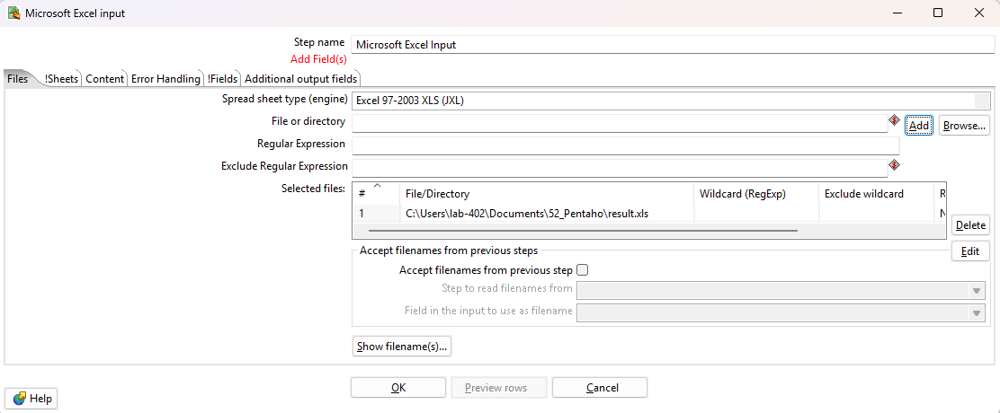 Microsoft Excel input
Step name Microsoft Excel Input
Add Field(s)
Files !Sheets Content Error Handling !Fields Additional output fields
Spread sheet type (engine) Excel 97-2003 XLS (JXL)
File or directory Add Browse...
Regular Expression
Exclude Regular Expression
Selected files: # File/Directory Wildcard (RegExp) Exclude wildcard R
1 C:\Users\lab-402\Documents\52_Pentaho\result.xls N
Delete
Edit
Accept filenames from previous steps
Accept filenames from previous step
Step to read filenames from
Field in the input to use as filename
Show filename(s)...
OK Preview rows Cancel
Help